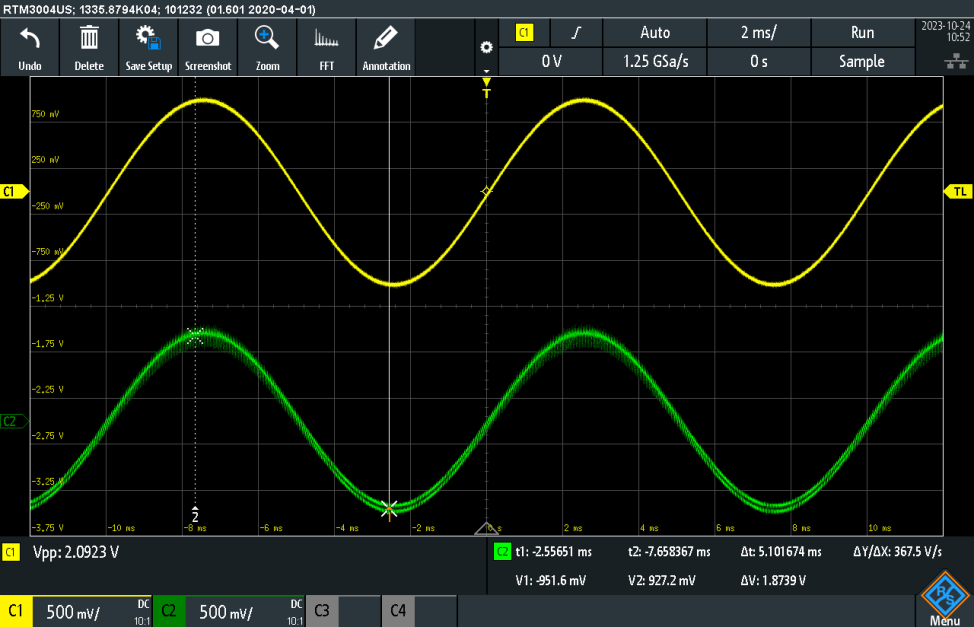 RTM3004US; 1335.8794K04; 101232 (01.601 2020-04-01)
Undo
Delete
Save Setup
Screenshot
Zoom
FFT
Annotation
C1
Auto
2 ms/
Run
0 V
1.25 GSa/s
0 s
Sample
2023-10-24
10:52
T
750 mV
250 mV
C1
TL
-250 mV
-750 mV
-1.25 V
-1.75 V
-2.25 V
C2
-2.75 V
-3.25 V
2
1
-3.75 V
-10 ms
-8 ms
-6 ms
-4 ms
-2 ms
0 s
2 ms
4 ms
6 ms
8 ms
10 ms
C1 Vpp: 2.0923 V
C2 t1: -2.55651 ms t2: -7.658367 ms Δt: 5.101674 ms ΔY/ΔX: 367.5 V/s
V1: -951.6 mV V2: 927.2 mV ΔV: 1.8739 V
C1 500 mV/ DC 10:1
C2 500 mV/ DC 10:1
C3
C4
R&S
Menu